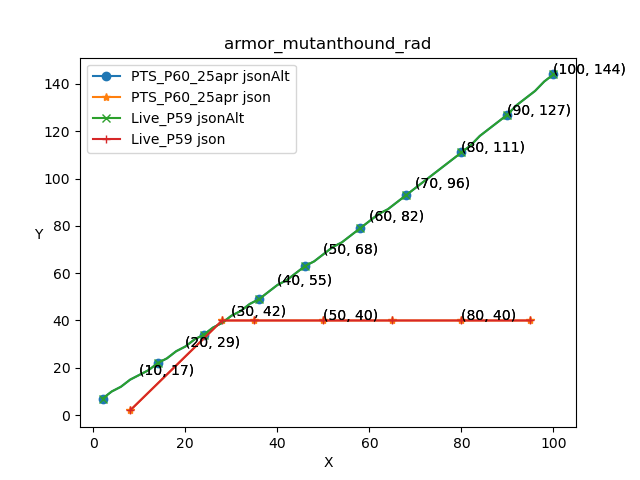 armor_mutanthound_rad
PTS_P60_25apr jsonAlt
PTS_P60_25apr json
Live_P59 jsonAlt
Live_P59 json
(100, 144)
(90, 127)
(80, 111)
(70, 96)
(60, 82)
(50, 68)
(40, 55)
(30, 42)
(50, 40)
(80, 40)
(20, 29)
(10, 17)
140
120
100
80
60
40
20
0
Y
0 20 40 60 80 100
X